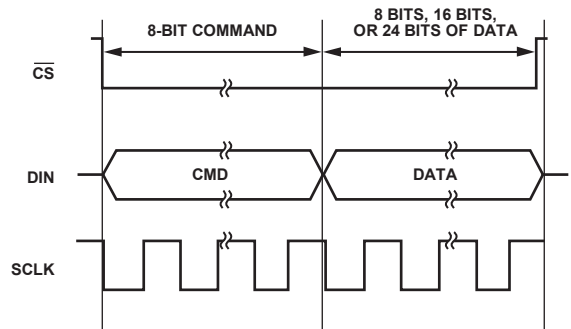 8-BIT COMMAND
8 BITS, 16 BITS,
OR 24 BITS OF DATA
CS
DIN
CMD
DATA
SCLK